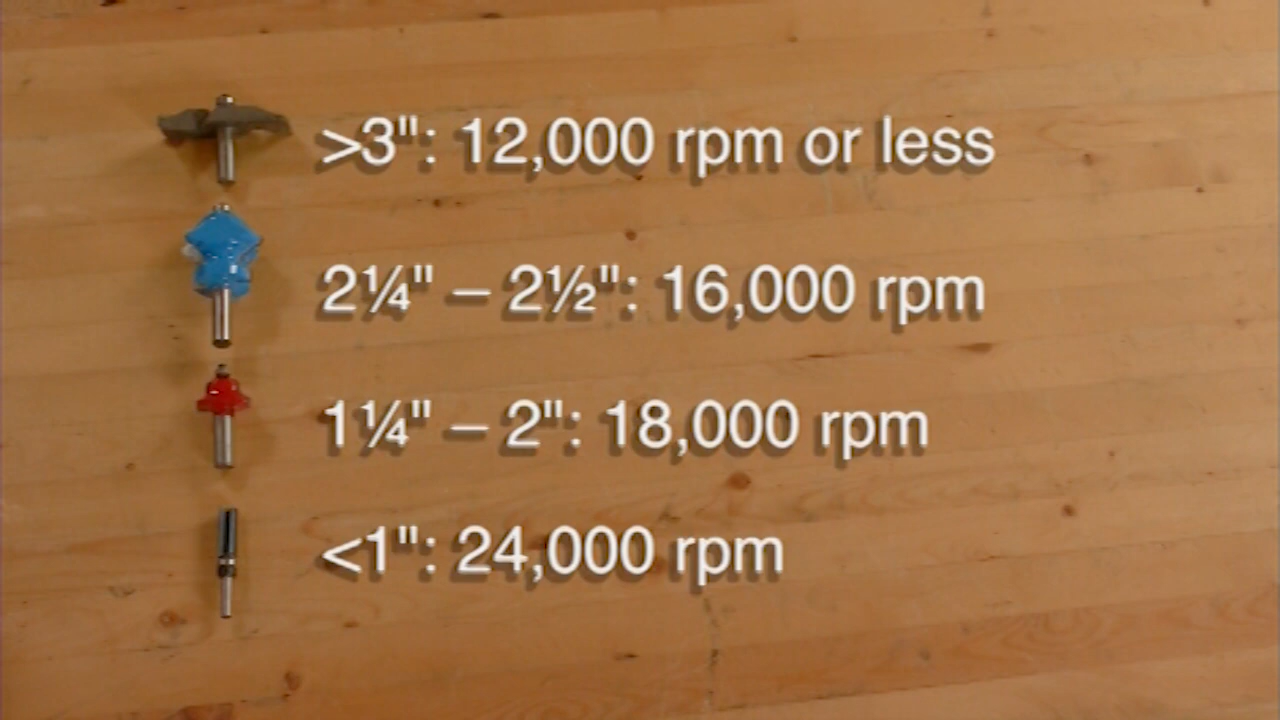 >3": 12,000 rpm or less
2¼" – 2½": 16,000 rpm
1¼" – 2": 18,000 rpm
<1": 24,000 rpm